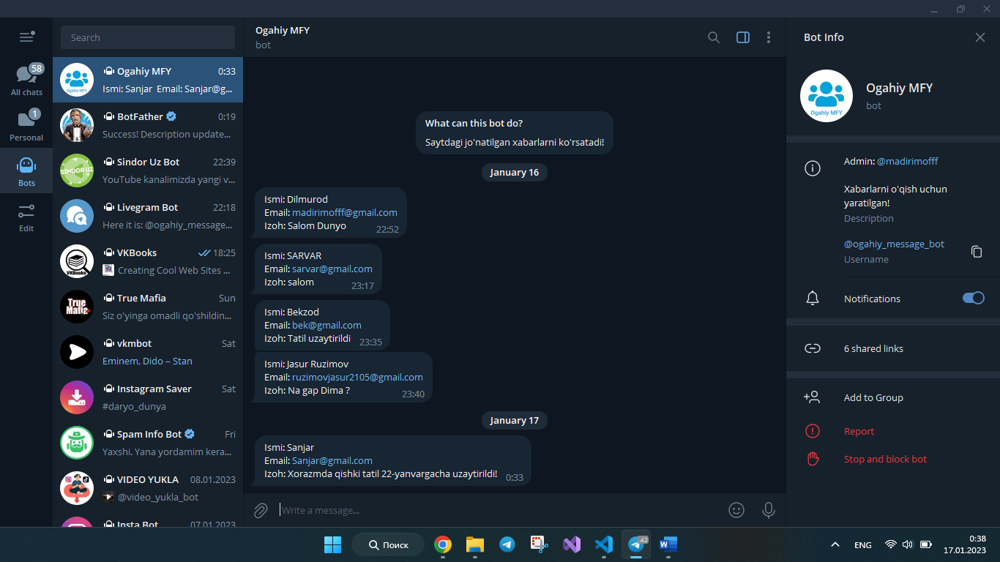 58
All chats
1
Personal
Bots
Edit
Search
Ogahiy MFY
Ogahiy MFY 0:33
Ismi: Sanjar Email: Sanjar@g...
BotFather 0:19
Success! Description update...
SINDOR UZ
Sindor Uz Bot 22:39
YouTube kanalimizda yangi v...
Livegram Bot 22:18
Here it is: @ogahiy_message...
VKBooks
VKBooks 18:25
Creating Cool Web Sites ...
True Mafia
True Mafia Sun
Siz o'yinga omadli qo'shildin...
vkmbot Sat
Eminem, Dido – Stan
Instagram Saver Sat
#daryo_dunya
Spam Info Bot Fri
Yaxshi. Yana yordamim kera...
VIDEO YUKLA 08.01.2023
@video_yukla_bot
Insta Bot 07.01.2023
Ogahiy MFY
bot
What can this bot do?
Saytdagi jo'natilgan xabarlarni ko'rsatadi!
January 16
Ismi: Dilmurod
Email: madirimofff@gmail.com
Izoh: Salom Dunyo 22:52
Ismi: SARVAR
Email: sarvar@gmail.com
Izoh: salom 23:17
Ismi: Bekzod
Email: bek@gmail.com
Izoh: Tatil uzaytirildi 23:35
Ismi: Jasur Ruzimov
Email: ruzimovjasur2105@gmail.com
Izoh: Na gap Dima ? 23:40
January 17
Ismi: Sanjar
Email: Sanjar@gmail.com
Izoh: Xorazmda qishki tatil 22-yanvargacha uzaytirildi! 0:33
Write a message...
Bot Info
Ogahiy MFY
Ogahiy MFY
bot
Admin: @madirimofff
Xabarlarni o'qish uchun
yaratilgan!
Description
@ogahiy_message_bot
Username
Notifications
6 shared links
Add to Group
Report
Stop and block bot
Поиск
42
W
ENG
0:38
17.01.2023